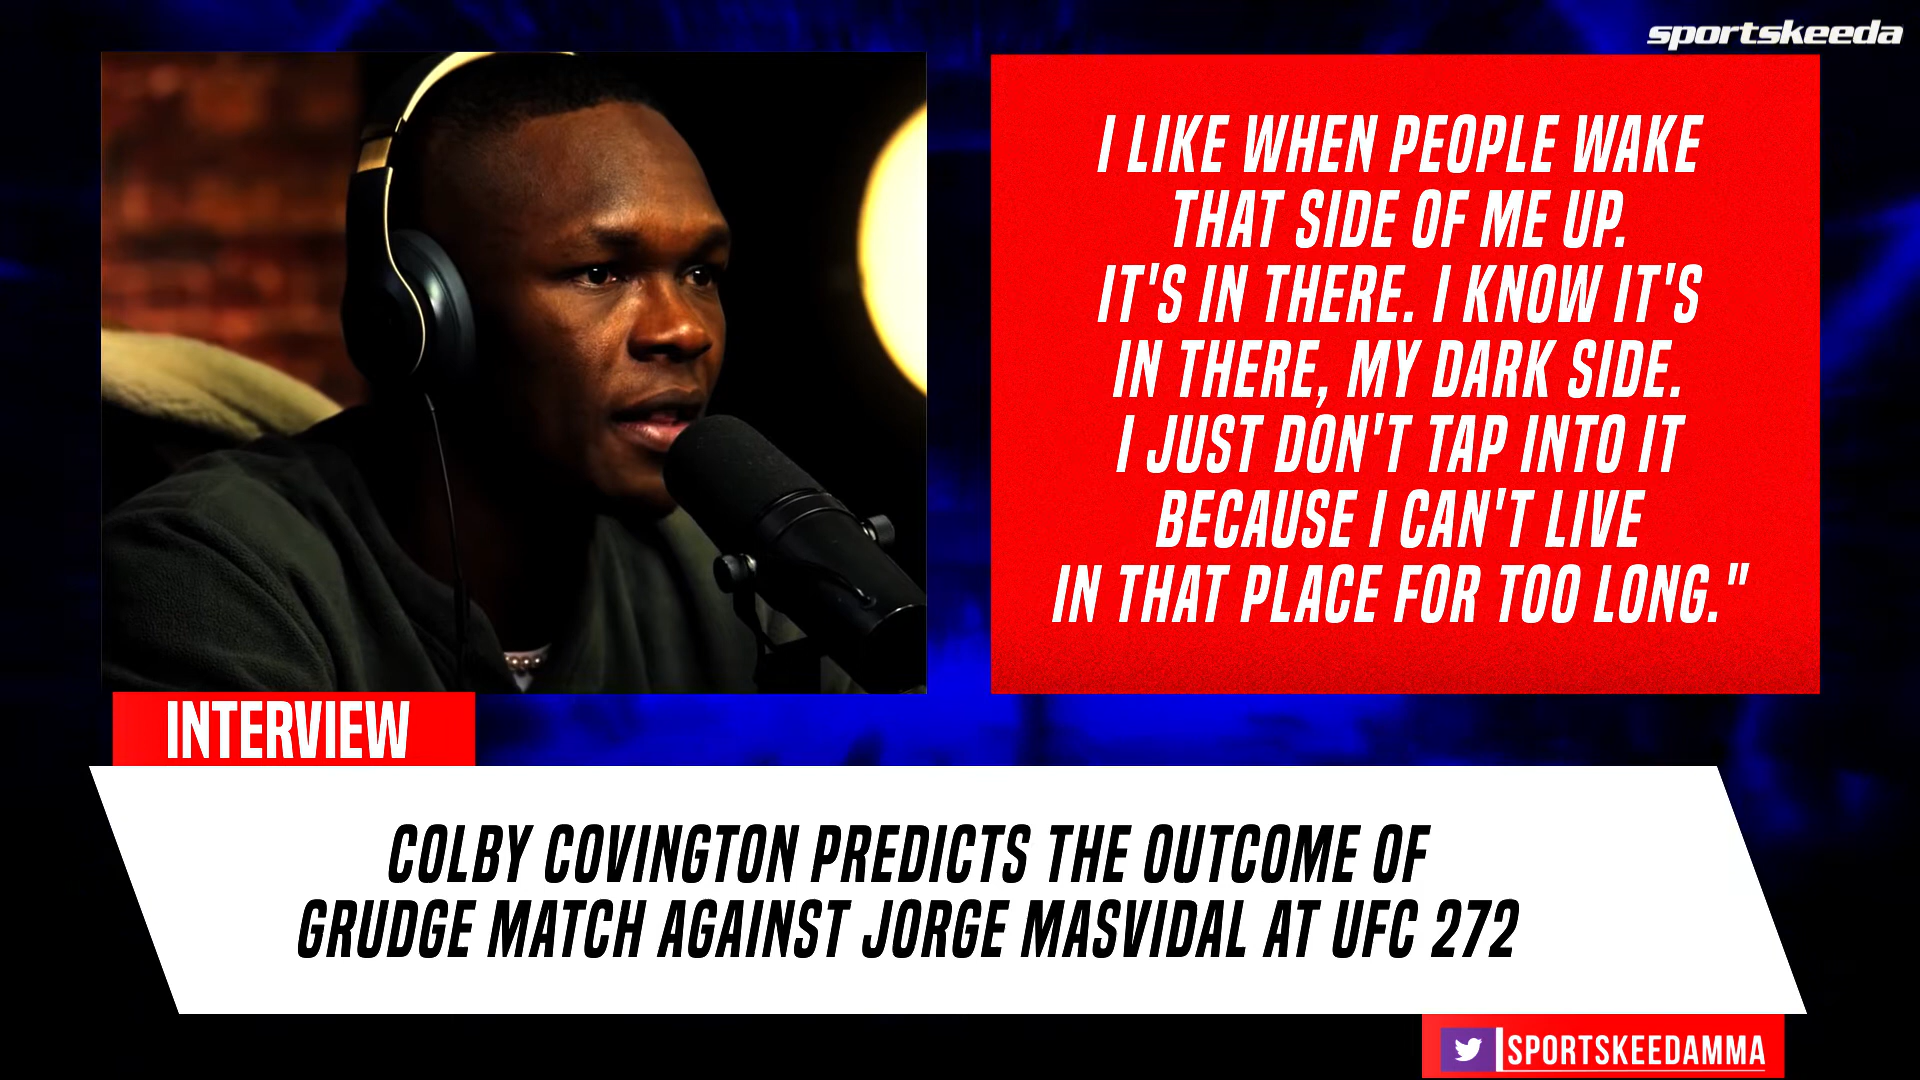 sportskeeda
I LIKE WHEN PEOPLE WAKE
THAT SIDE OF ME UP.
IT'S IN THERE. I KNOW IT'S
IN THERE, MY DARK SIDE.
I JUST DON'T TAP INTO IT
BECAUSE I CAN'T LIVE
IN THAT PLACE FOR TOO LONG."
INTERVIEW
COLBY COVINGTON PREDICTS THE OUTCOME OF
GRUDGE MATCH AGAINST JORGE MASVIDAL AT UFC 272
SPORTSKEEDAMMA